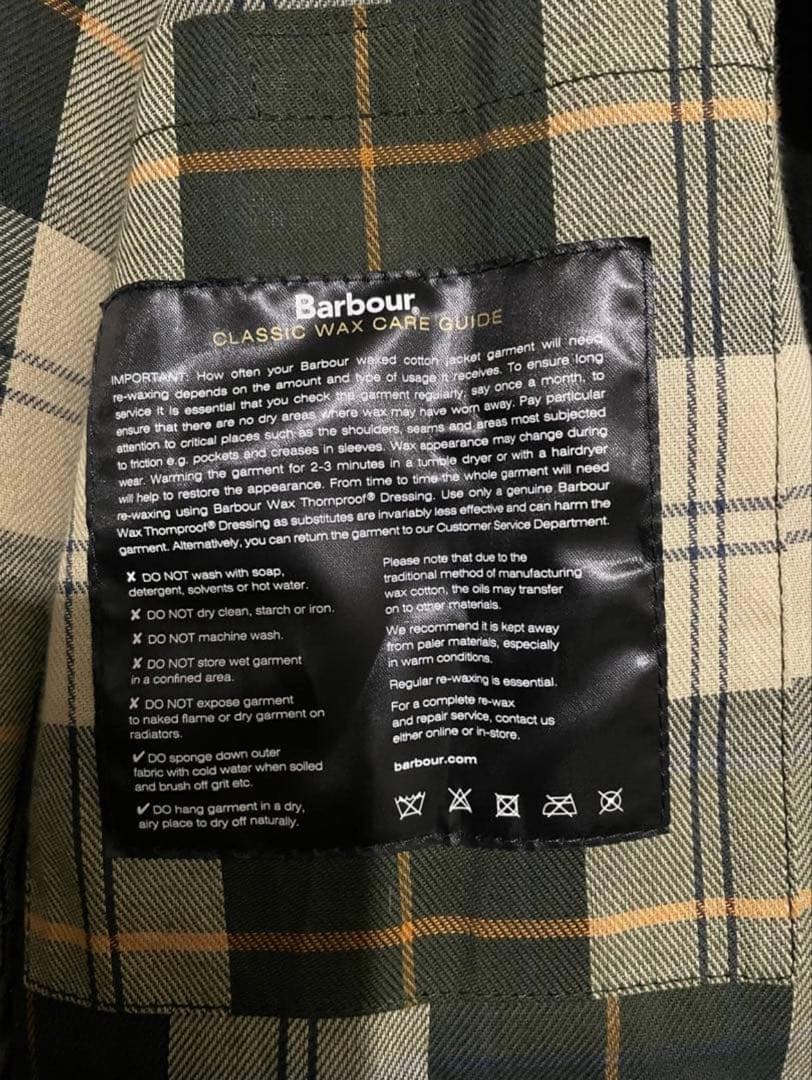 Barbour®
CLASSIC WAX CARE GUIDE
IMPORTANT: How often your Barbour waxed cotton jacket garment will need
re-waxing depends on the amount and type of usage it receives. To ensure long
service it is essential that you check the garment regularly, say once a month, to
ensure that there are no dry areas where wax may have worn away. Pay particular
attention to critical places such as the shoulders, seams and areas most subjected
to friction e.g. pockets and creases in sleeves. Wax appearance may change during
wear. Warming the garment for 2-3 minutes in a tumble dryer or with a hairdryer
will help to restore the appearance. From time to time the whole garment will need
re-waxing using Barbour Wax Thornproof® Dressing. Use only a genuine Barbour
Wax Thornproof® Dressing as substitutes are invariably less effective and can harm the
garment. Alternatively, you can return the garment to our Customer Service Department.
✗ DO NOT wash with soap,
detergent, solvents or hot water.
✗ DO NOT dry clean, starch or iron.
✗ DO NOT machine wash.
✗ DO NOT store wet garment
in a confined area.
✗ DO NOT expose garment
to naked flame or dry garment on
radiators.
✓ DO sponge down outer
fabric with cold water when soiled
and brush off grit etc.
✓ DO hang garment in a dry,
airy place to dry off naturally.
Please note that due to the
traditional method of manufacturing
wax cotton, the oils may transfer
on to other materials.
We recommend it is kept away
from paler materials, especially
in warm conditions.
Regular re-waxing is essential.
For a complete re-wax
and repair service, contact us
either online or in-store.
barbour.com